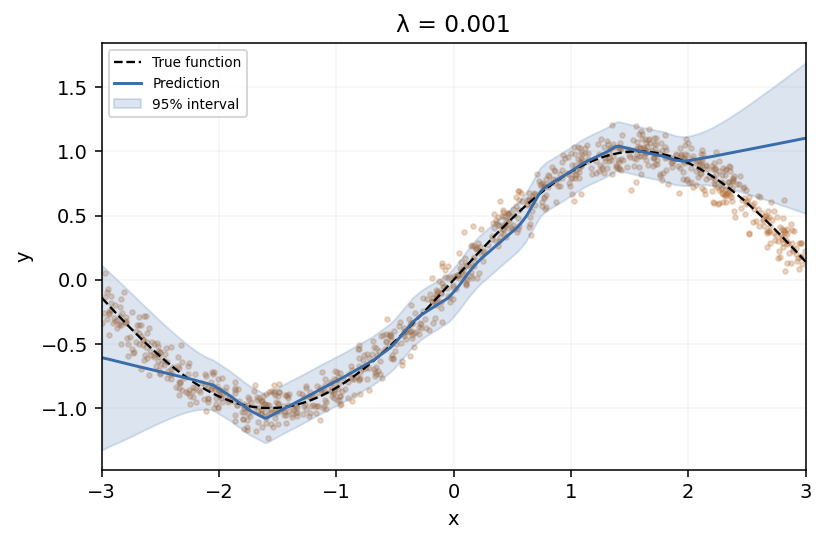 λ = 0.001
True function
Prediction
95% interval
y
1.5
1.0
0.5
0.0
−0.5
−1.0
−3 −2 −1 0 1 2 3
x